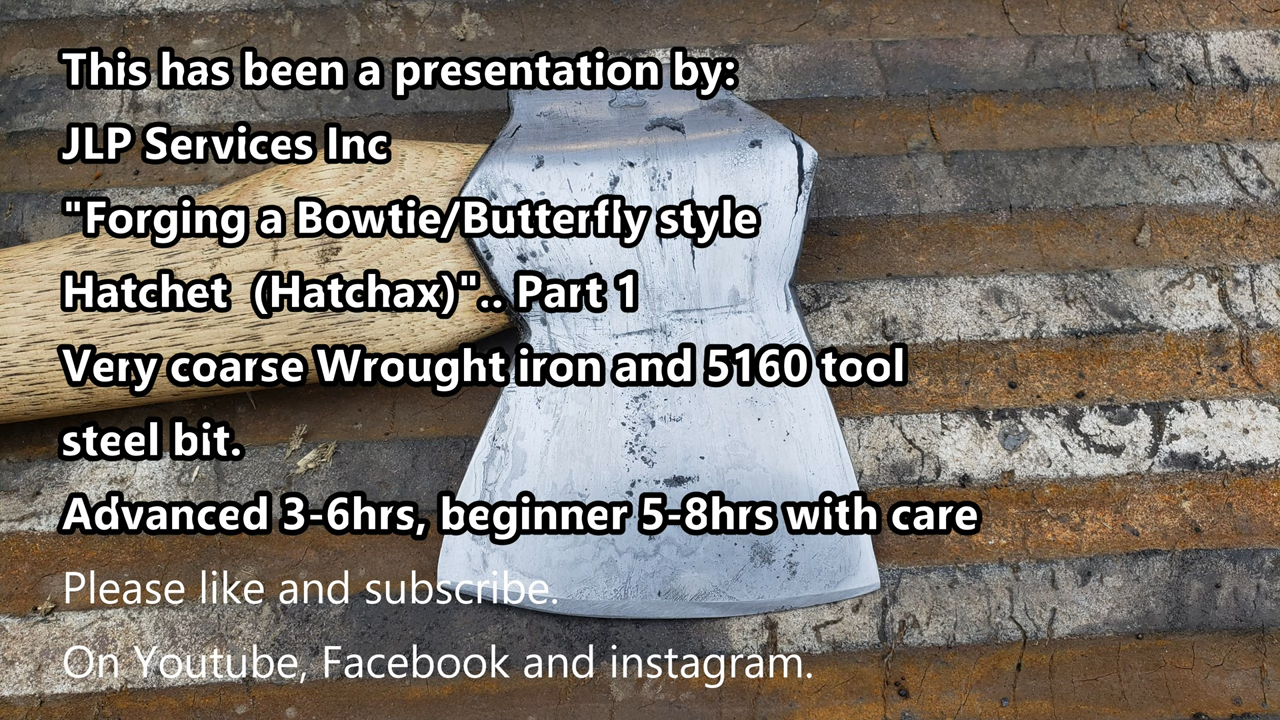 This has been a presentation by:
JLP Services Inc
"Forging a Bowtie/Butterfly style
Hatchet  (Hatchax)".. Part 1
Very coarse Wrought iron and 5160 tool
steel bit.
Advanced 3-6hrs, beginner 5-8hrs with care
Please like and subscribe.
On Youtube, Facebook and instagram.